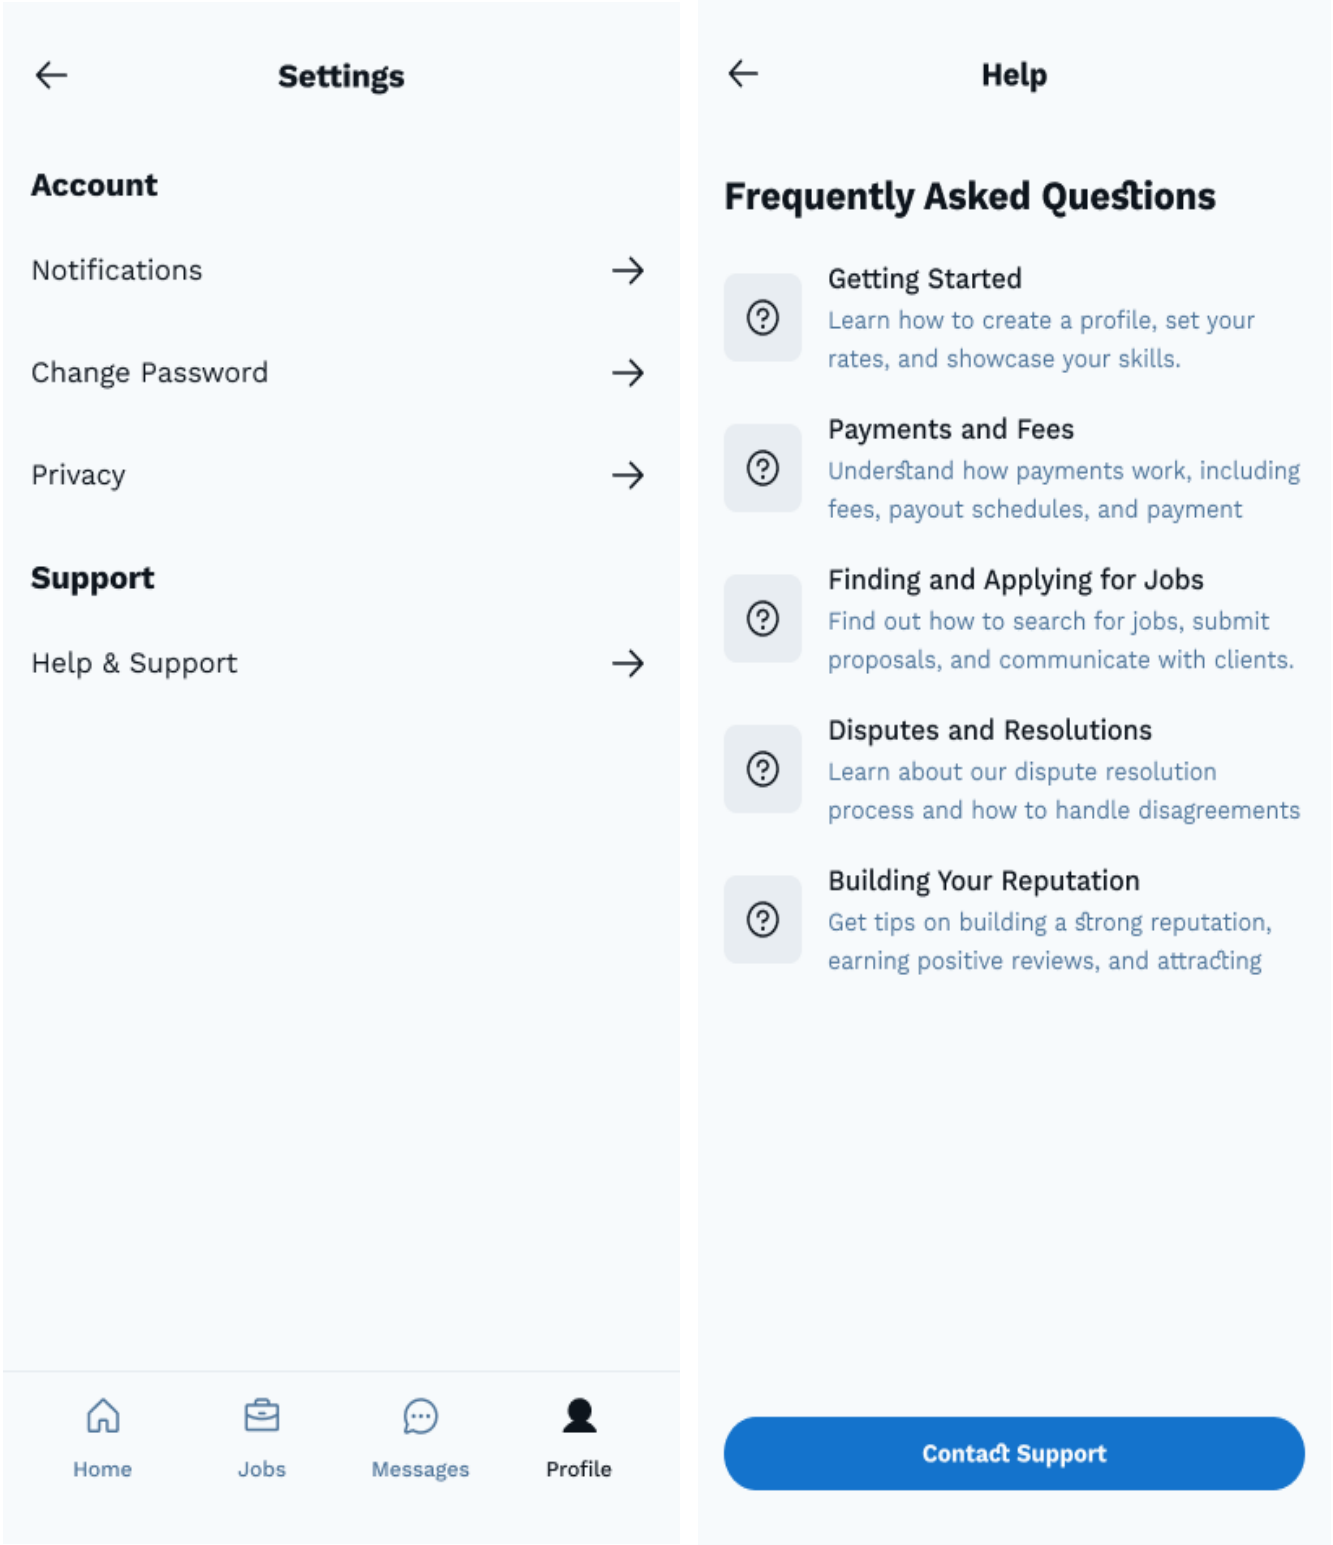 Settings
Account
Notifications
Change Password
Privacy
Support
Help & Support
Home
Jobs
Messages
Profile
Help
Frequently Asked Questions
Getting Started
Learn how to create a profile, set your
rates, and showcase your skills.
Payments and Fees
Understand how payments work, including
fees, payout schedules, and payment
Finding and Applying for Jobs
Find out how to search for jobs, submit
proposals, and communicate with clients.
Disputes and Resolutions
Learn about our dispute resolution
process and how to handle disagreements
Building Your Reputation
Get tips on building a strong reputation,
earning positive reviews, and attracting
Contact Support